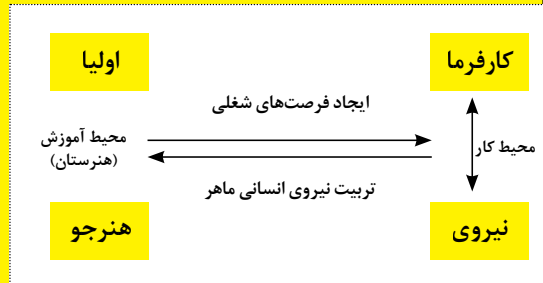 کارفرما
اولیا
ایجاد فرصت‌های شغلی
محیط کار
محیط آموزش
(هنرستان)
تربیت نیروی انسانی ماهر
نیروی
هنرجو